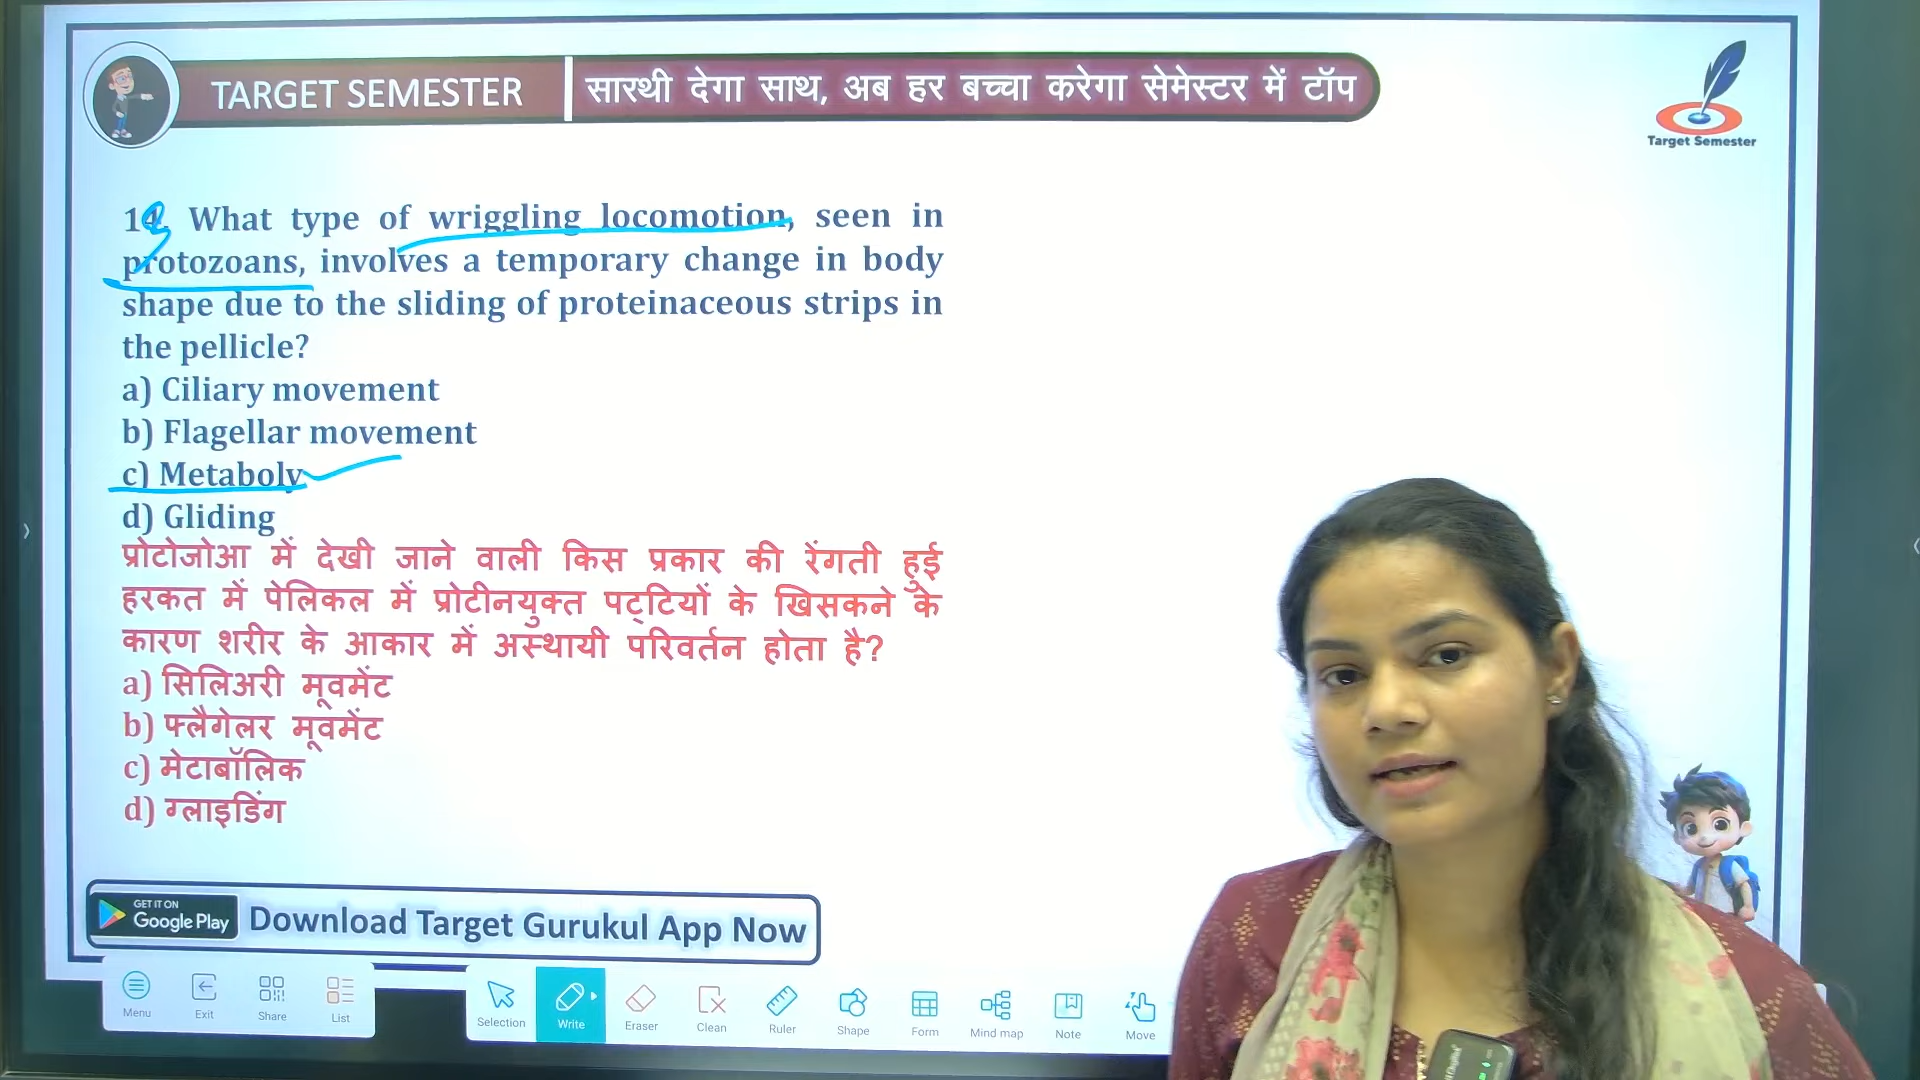 TARGET SEMESTER
सारथी देगा साथ, अब हर बच्चा करेगा सेमेस्टर में टॉप
Target Semester
What type of wriggling locomotion, seen in
protozoans, involves a temporary change in body
shape due to the sliding of proteinaceous strips in
the pellicle?
a) Ciliary movement
b) Flagellar movement
c) Metaboly
d) Gliding
प्रोटोजोआ में देखी जाने वाली किस प्रकार की रेंगती हुई
हरकत में पेलिकल में प्रोटीनयुक्त पट्टियों के खिसकने के
कारण शरीर के आकार में अस्थायी परिवर्तन होता है?
a) सिलिअरी मूवमेंट
b) फ्लैगेलर मूवमेंट
c) मेटाबॉलिक
d) ग्लाइडिंग
GET IT ON
Google Play
Download Target Gurukul App Now
Menu
Exit
Share
List
Selection
Write
Eraser
Clean
Ruler
Shape
Form
Mind map
Note
Move